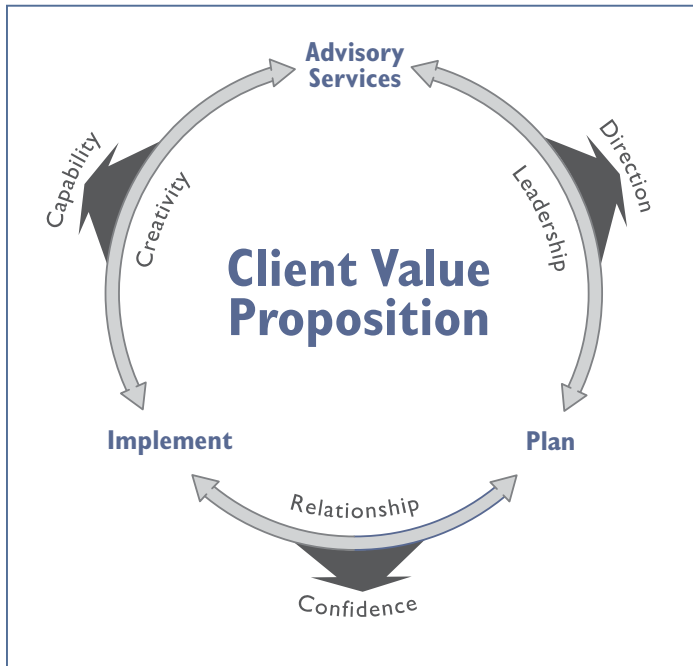 Advisory
Services
Capability
Creativity
Direction
Leadership
Client Value
Proposition
Implement
Plan
Relationship
Confidence